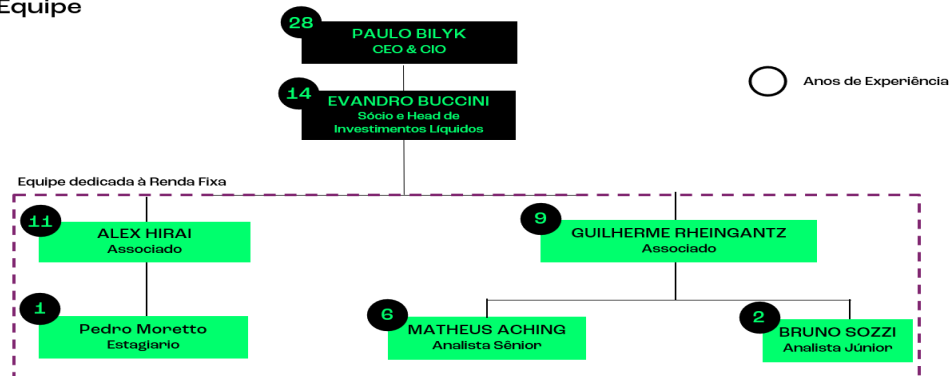 Equipe
28
PAULO BILYK
CEO & CIO
Anos de Experiência
14
EVANDRO BUCCINI
Sócio e Head de
Investimentos Líquidos
Equipe dedicada à Renda Fixa
11
ALEX HIRAI
Associado
9
GUILHERME RHEINGANTZ
Associado
1
Pedro Moretto
Estagiario
6
MATHEUS ACHING
Analista Sênior
2
BRUNO SOZZI
Analista Júnior